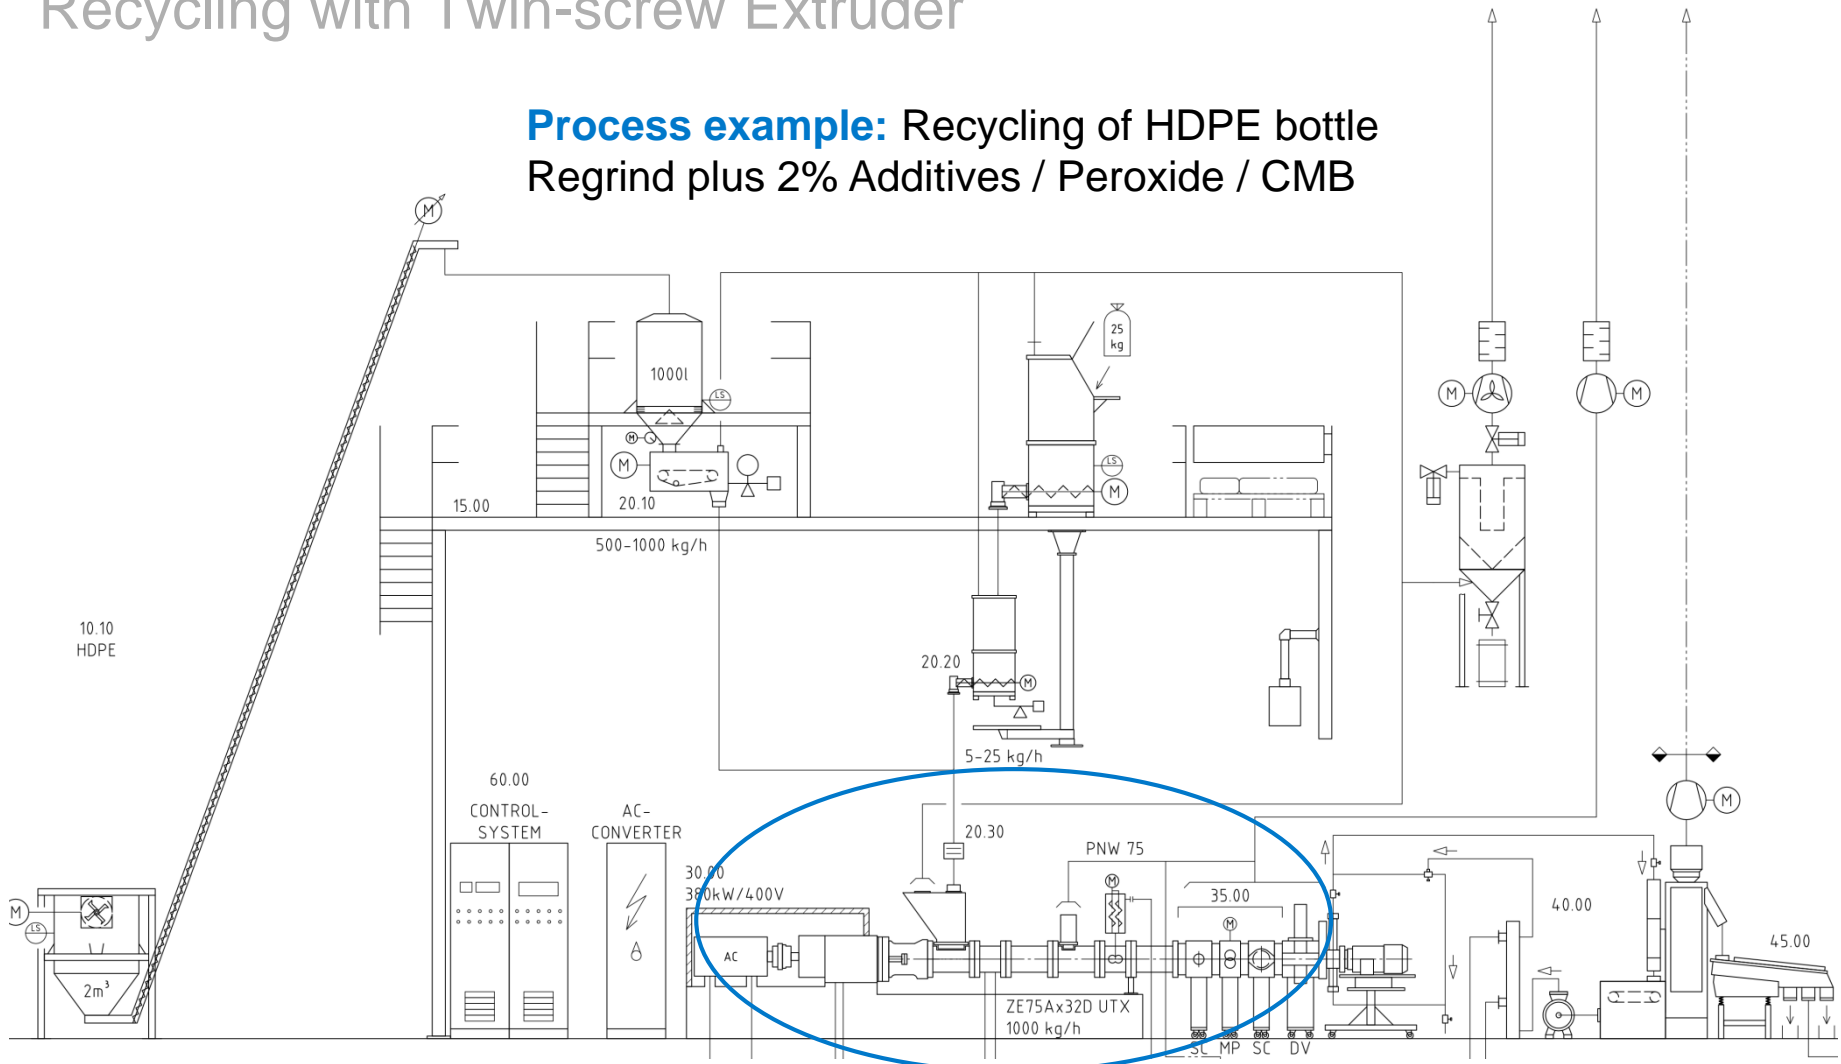 Recycling with Twin-screw Extruder
Process example: Recycling of HDPE bottle
Regrind plus 2% Additives / Peroxide / CMB
M
25
kg
1000l
LS
M
M
M
M
LS
M
15.00
20.10
500-1000 kg/h
10.10
HDPE
20.20
M
5-25 kg/h
60.00
CONTROL-
SYSTEM
AC-
CONVERTER
20.30
PNW 75
M
30.00
380kW/400V
M
35.00
M
40.00
45.00
M
LS
AC
2m³
ZE75Ax32D UTX
1000 kg/h
SC MP SC DV